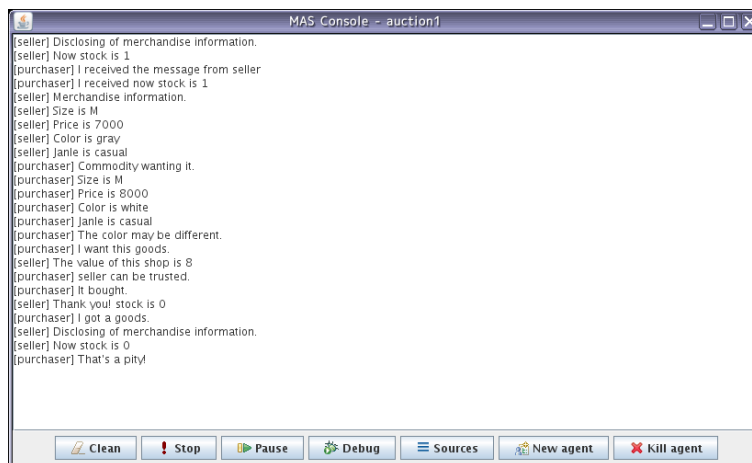 MAS Console - auction1
[seller] Disclosing of merchandise information.
[seller] Now stock is 1
[purchaser] I received the message from seller
[purchaser] I received now stock is 1
[seller] Merchandise information.
[seller] Size is M
[seller] Price is 7000
[seller] Color is gray
[seller] Janle is casual
[purchaser] Commodity wanting it.
[purchaser] Size is M
[purchaser] Price is 8000
[purchaser] Color is white
[purchaser] Janle is casual
[purchaser] The color may be different.
[purchaser] I want this goods.
[seller] The value of this shop is 8
[purchaser] seller can be trusted.
[purchaser] It bought.
[seller] Thank you! stock is 0
[purchaser] I got a goods.
[seller] Disclosing of merchandise information.
[seller] Now stock is 0
[purchaser] That's a pity!
Clean Stop Pause Debug Sources New agent Kill agent